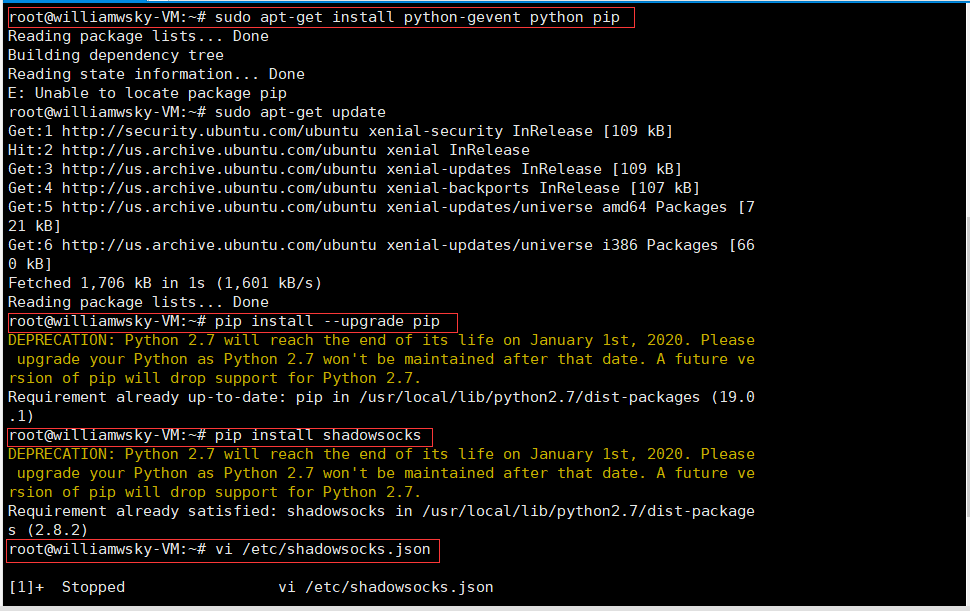 root@williamwsky-VM:~# sudo apt-get install python-gevent python pip
Reading package lists... Done
Building dependency tree
Reading state information... Done
E: Unable to locate package pip
root@williamwsky-VM:~# sudo apt-get update
Get:1 http://security.ubuntu.com/ubuntu xenial-security InRelease [109 kB]
Hit:2 http://us.archive.ubuntu.com/ubuntu xenial InRelease
Get:3 http://us.archive.ubuntu.com/ubuntu xenial-updates InRelease [109 kB]
Get:4 http://us.archive.ubuntu.com/ubuntu xenial-backports InRelease [107 kB]
Get:5 http://us.archive.ubuntu.com/ubuntu xenial-updates/universe amd64 Packages [7
21 kB]
Get:6 http://us.archive.ubuntu.com/ubuntu xenial-updates/universe i386 Packages [66
0 kB]
Fetched 1,706 kB in 1s (1,601 kB/s)
Reading package lists... Done
root@williamwsky-VM:~# pip install --upgrade pip
DEPRECATION: Python 2.7 will reach the end of its life on January 1st, 2020. Please
 upgrade your Python as Python 2.7 won't be maintained after that date. A future ve
rsion of pip will drop support for Python 2.7.
Requirement already up-to-date: pip in /usr/local/lib/python2.7/dist-packages (19.0
.1)
root@williamwsky-VM:~# pip install shadowsocks
DEPRECATION: Python 2.7 will reach the end of its life on January 1st, 2020. Please
 upgrade your Python as Python 2.7 won't be maintained after that date. A future ve
rsion of pip will drop support for Python 2.7.
Requirement already satisfied: shadowsocks in /usr/local/lib/python2.7/dist-package
s (2.8.2)
root@williamwsky-VM:~# vi /etc/shadowsocks.json
[1]+  Stopped                 vi /etc/shadowsocks.json